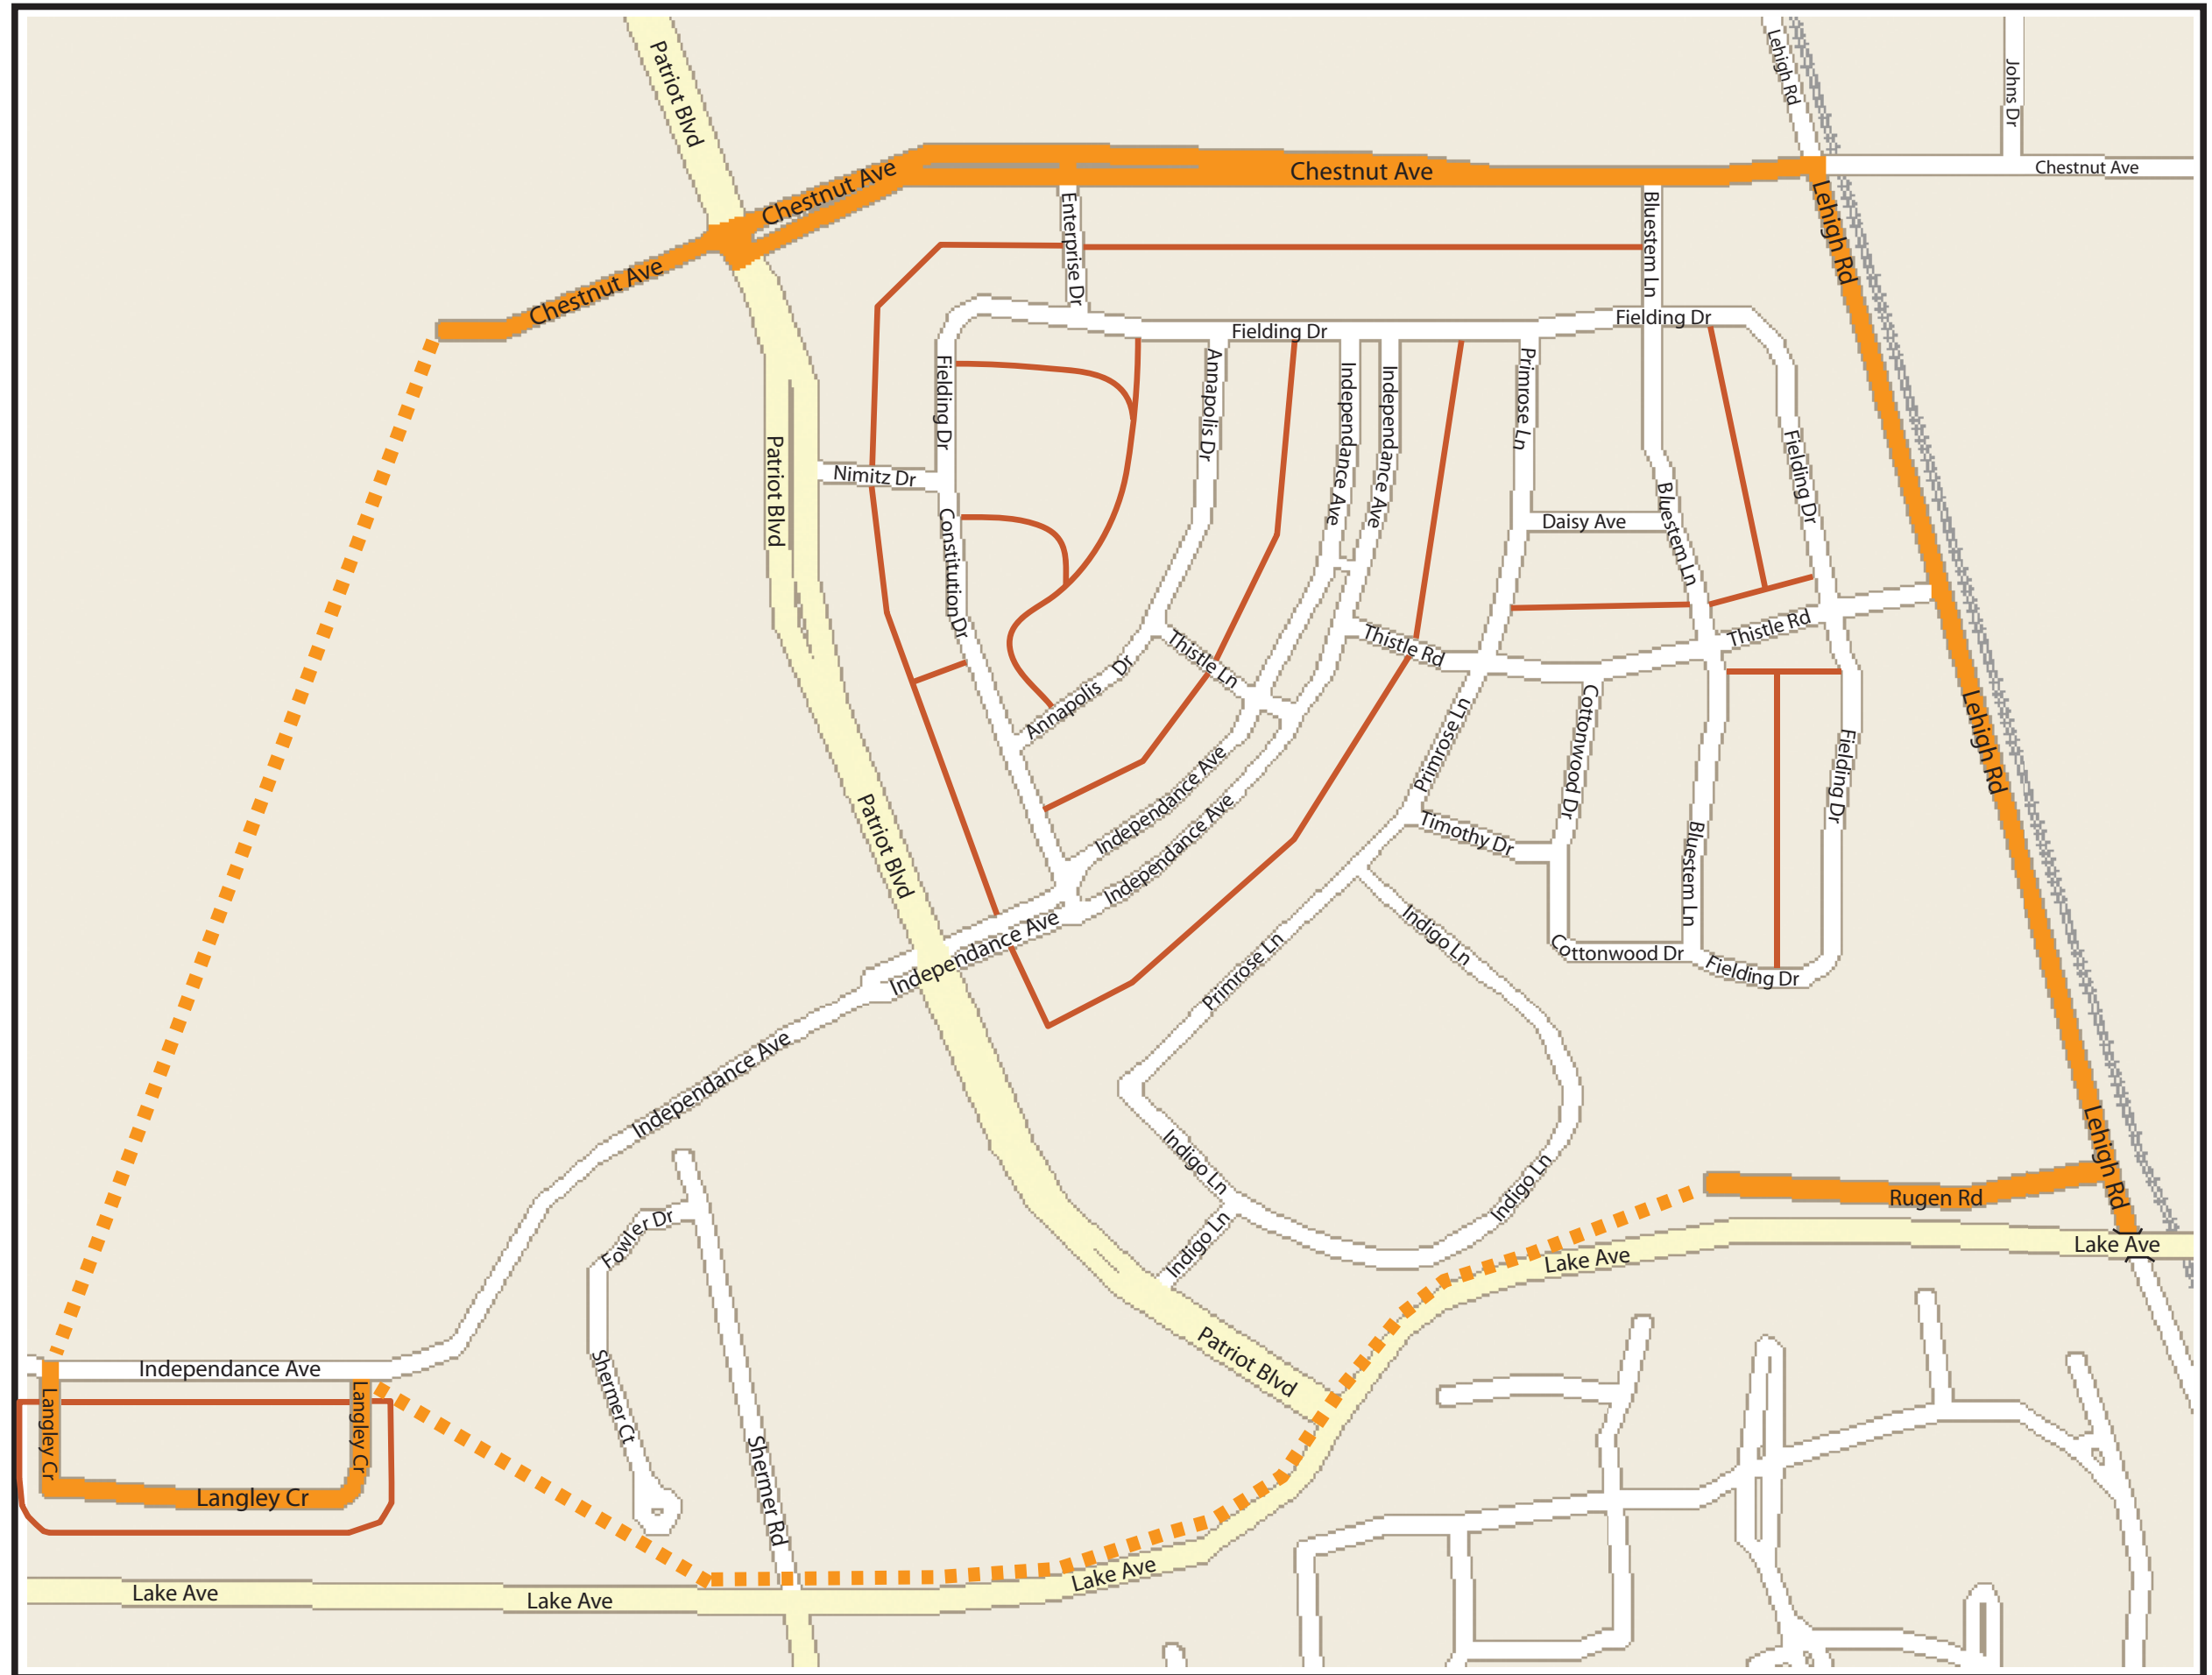 Patriot Blvd
Lehigh Rd
Johns Dr
Chestnut Ave
Chestnut Ave
Chestnut Ave
Chestnut Ave
Lehigh Rd
Enterprise Dr
Bluestem Ln
Fielding Dr
Fielding Dr
Fielding Dr
Annapolis Dr
Independance Ave
Independance Ave
Primrose Ln
Patriot Blvd
Nimitz Dr
Fielding Dr
Bluestem Ln
Daisy Ave
Constitution Dr
Thistle Rd
Thistle Rd
Thistle Ln
Annapolis Dr
Cottonwood Dr
Primrose Ln
Lehigh Rd
Fielding Dr
Independance Ave
Independance Ave
Patriot Blvd
Timothy Dr
Bluestem Ln
Independance Ave
Indigo Ln
Primrose Ln
Cottonwood Dr
Fielding Dr
Independance Ave
Indigo Ln
Indigo Ln
Indigo Ln
Lehigh Rd
Rugen Rd
Fowler Dr
Lake Ave
Lake Ave
Patriot Blvd
Independance Ave
Shermer Ct
Langley Cr
Langley Cr
Langley Cr
Shermer Rd
Lake Ave
Lake Ave
Lake Ave